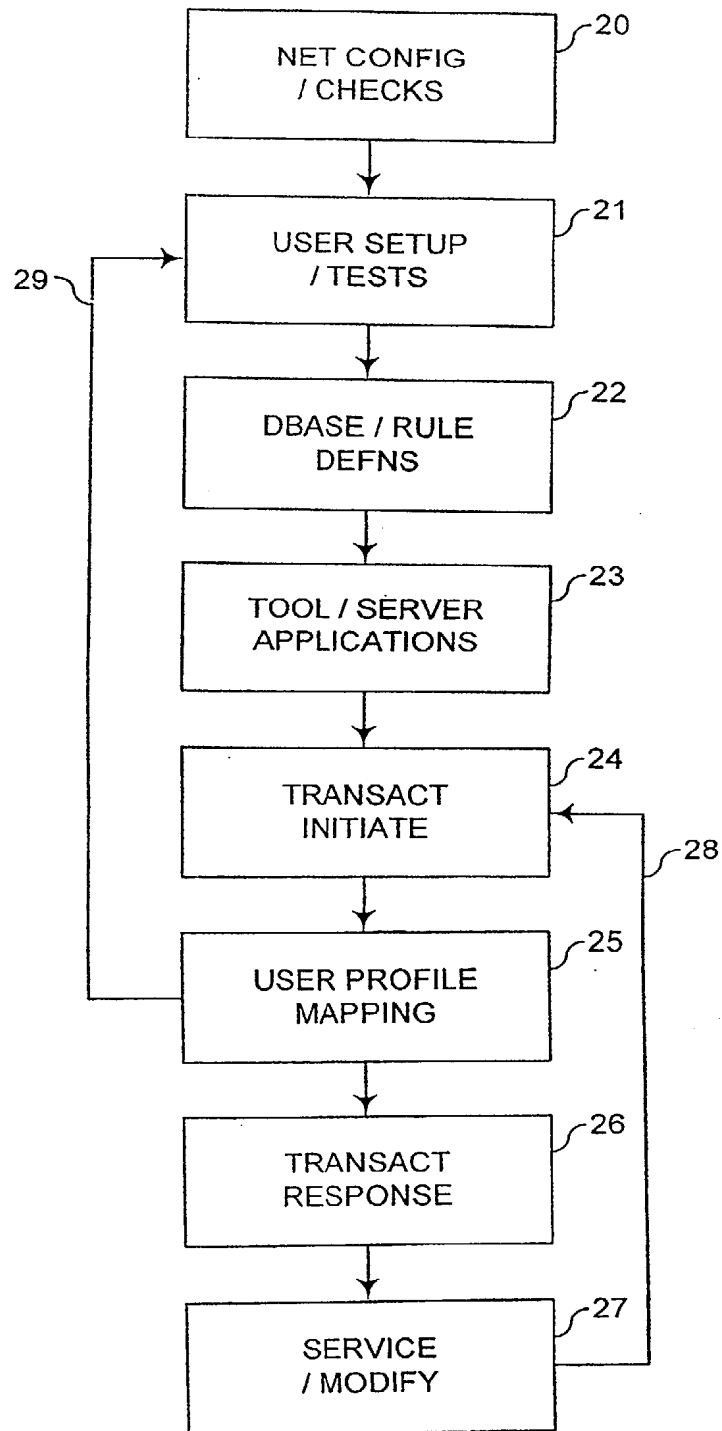 NET CONFIG
/ CHECKS
20
USER SETUP
/ TESTS
21
29
DBASE / RULE
DEFNS
22
TOOL / SERVER
APPLICATIONS
23
TRANSACT
INITIATE
24
28
USER PROFILE
MAPPING
25
TRANSACT
RESPONSE
26
SERVICE
/ MODIFY
27